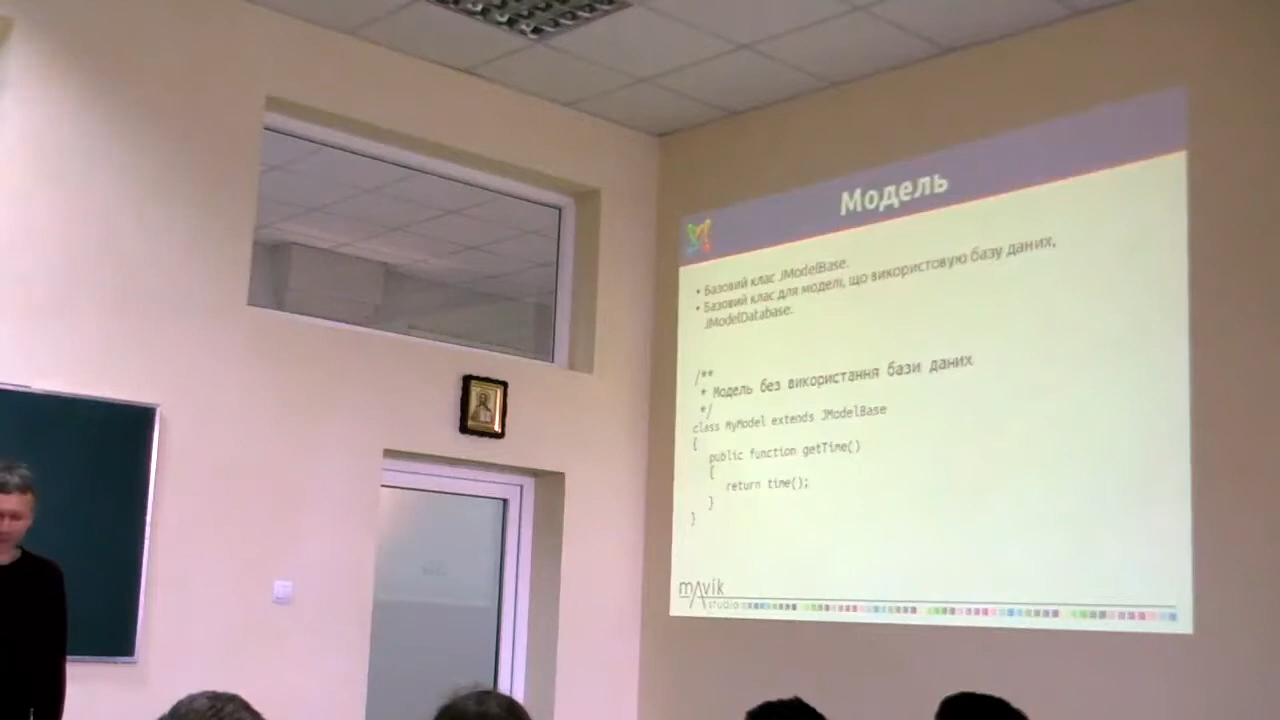 Модель
• Базовий клас JModelBase.
• Базовий клас для моделі, що використовую базу даних,
JModelDatabase.
/**
* Модель без використання бази даних
*/
class MyModel extends JModelBase
{
public function getTime()
{
return time();
}
}
mavik
studio